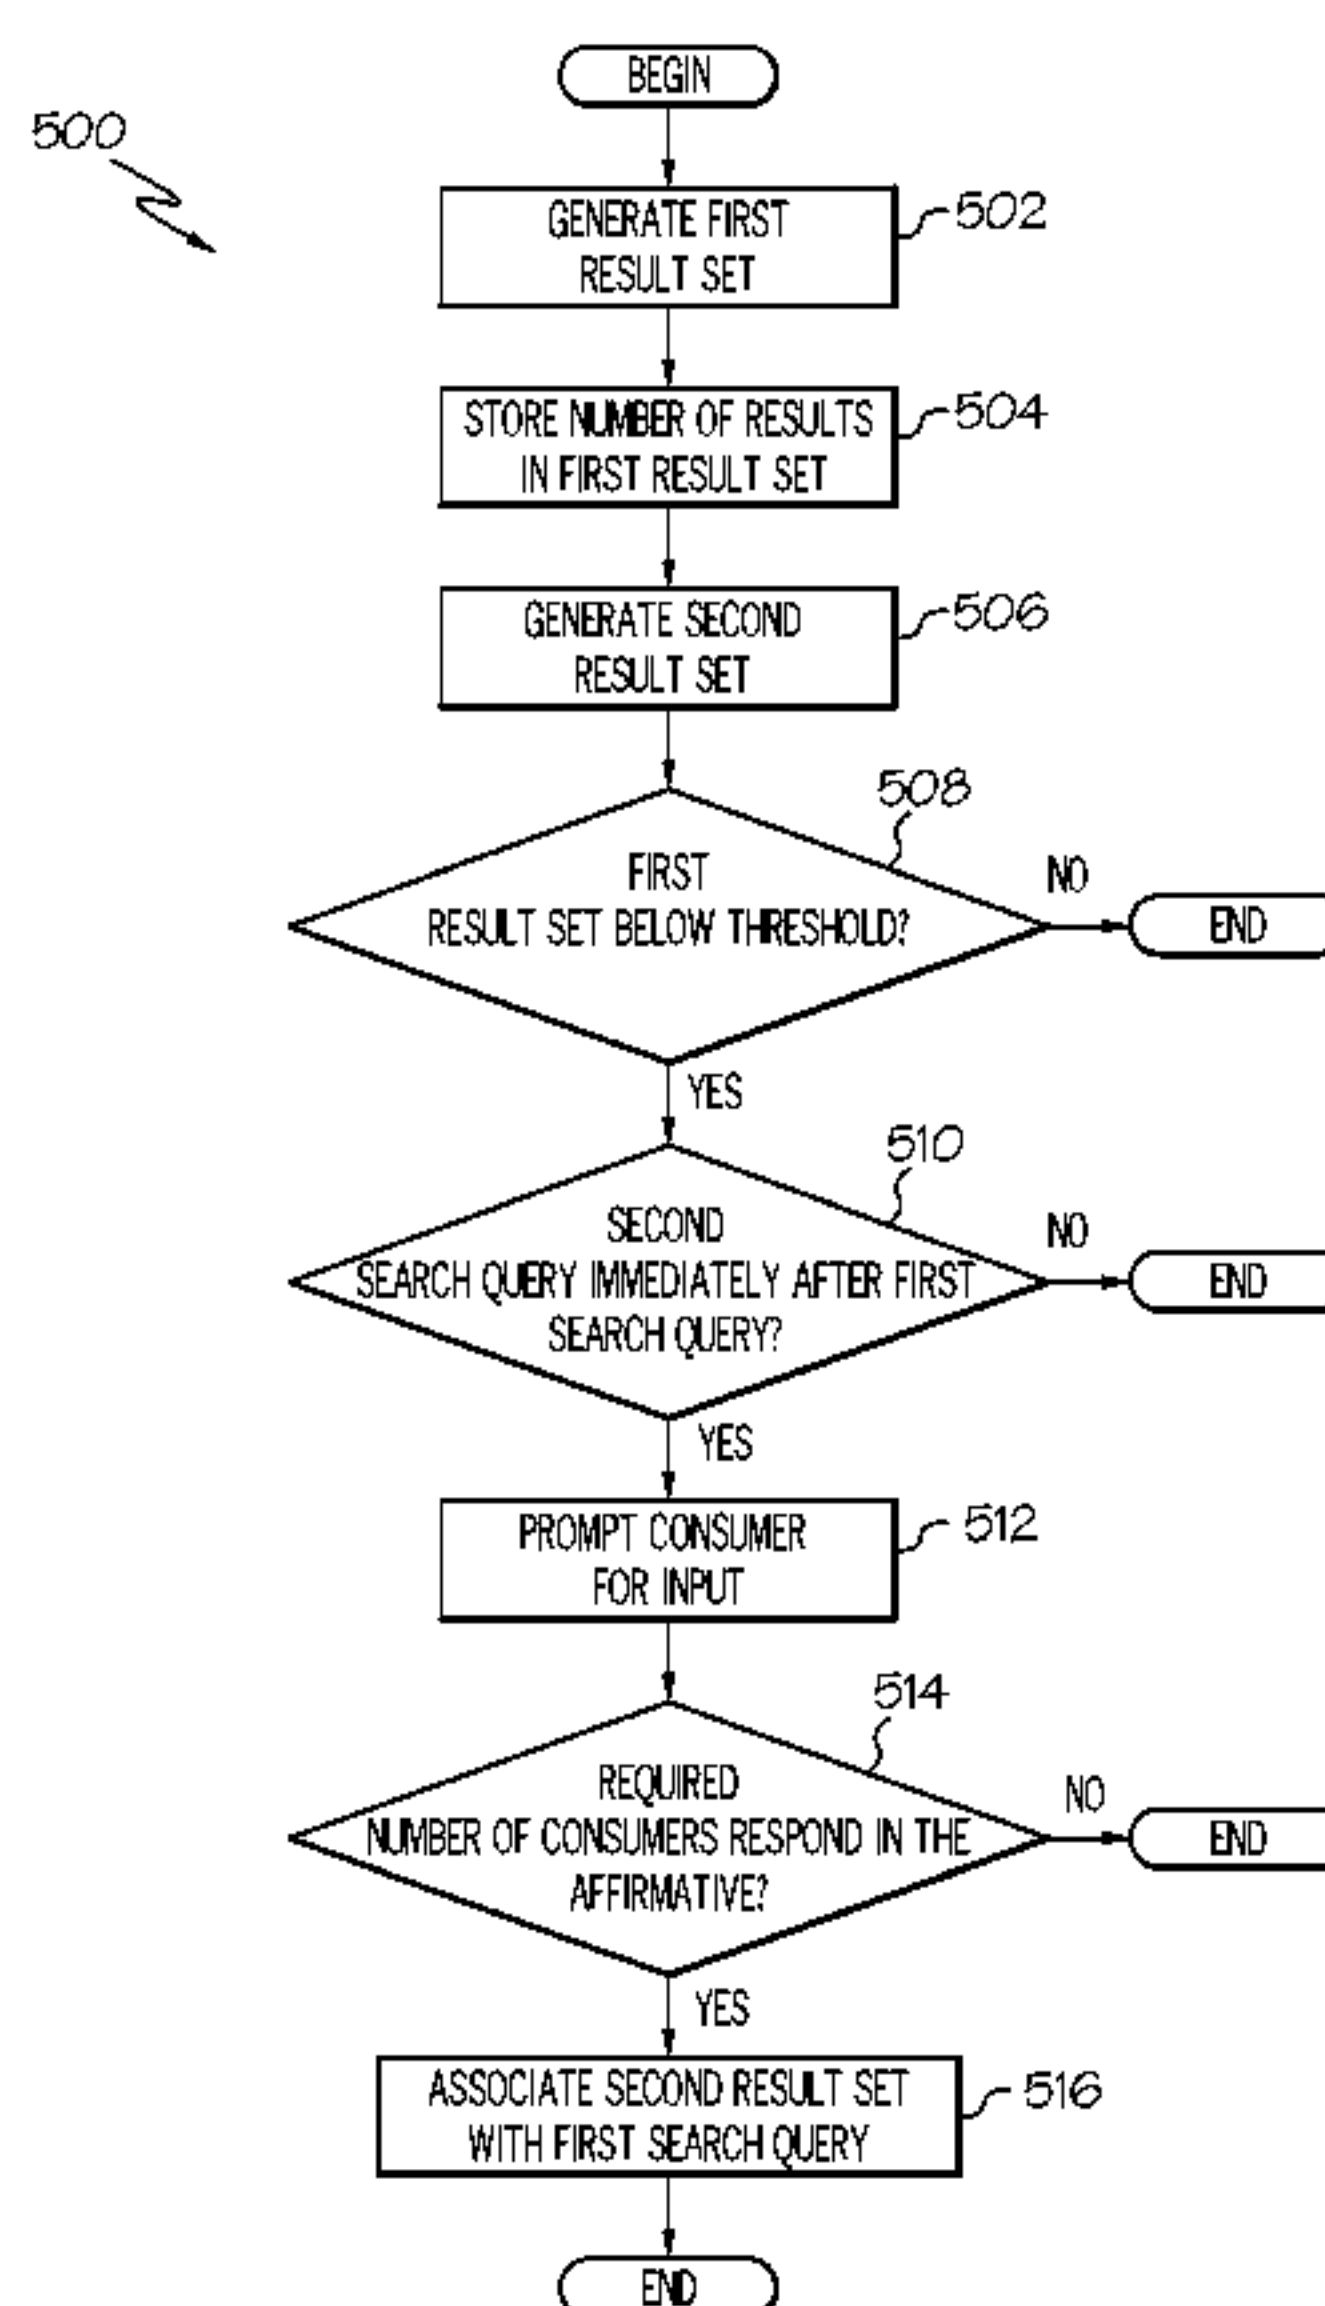 BEGIN
500
GENERATE FIRST
RESULT SET
502
STORE NUMBER OF RESULTS
IN FIRST RESULT SET
504
GENERATE SECOND
RESULT SET
506
508
FIRST
RESULT SET BELOW THRESHOLD?
NO
END
YES
510
SECOND
SEARCH QUERY IMMEDIATELY AFTER FIRST
SEARCH QUERY?
NO
END
YES
PROMPT CONSUMER
FOR INPUT
512
514
REQUIRED
NUMBER OF CONSUMERS RESPOND IN THE
AFFIRMATIVE?
NO
END
YES
ASSOCIATE SECOND RESULT SET
WITH FIRST SEARCH QUERY
516
END